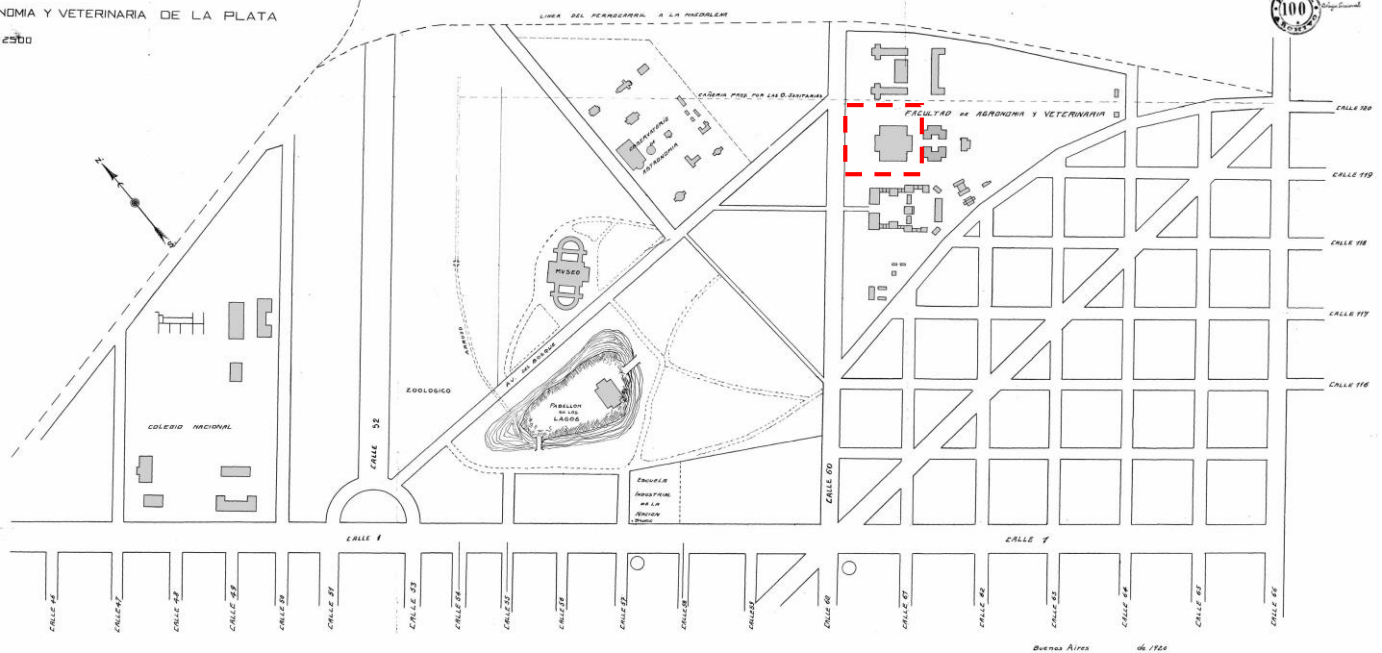 NOMIA Y VETERINARIA DE LA PLATA
2500
LINEA DEL FERROCARRIL A LA MAGDALENA
100
ARCHIVO
CAÑERIA PROP. POR LAS O. SANITARIAS
FACULTAD DE AGRONOMIA Y VETERINARIA
CALLE 120
CALLE 119
CALLE 118
CALLE 117
CALLE 116
OBSERVATORIO
DE
ASTRONOMIA
N.
S.
MUSEO
AV. DEL BOSQUE
ZOOLOGICO
PABELLON
DE LOS
LAGOS
COLEGIO NACIONAL
CALLE 52
CALLE 60
ESCUELA
INDUSTRIAL
DE LA
NACION
CALLE 1
CALLE 1
CALLE 46
CALLE 47
CALLE 48
CALLE 49
CALLE 50
CALLE 51
CALLE 53
CALLE 54
CALLE 55
CALLE 56
CALLE 57
CALLE 58
CALLE 59
CALLE 60
CALLE 61
CALLE 62
CALLE 63
CALLE 64
CALLE 65
CALLE 66
Buenos Aires de 1920